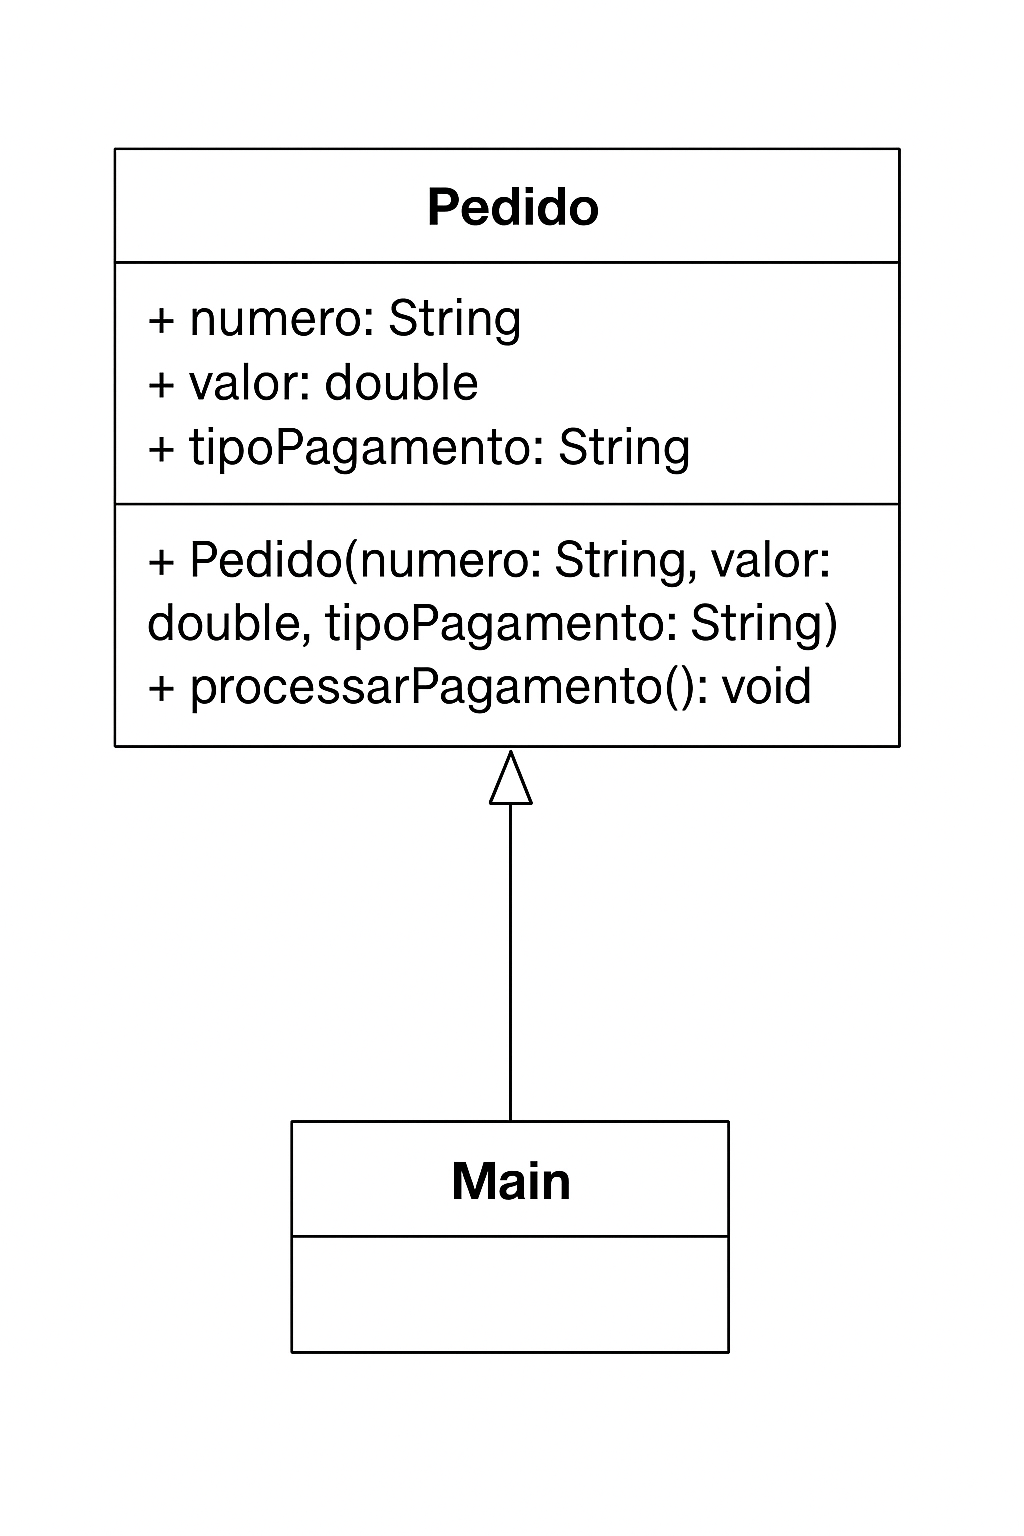 Pedido
+ numero: String
+ valor: double
+ tipoPagamento: String
+ Pedido(numero: String, valor:
double, tipoPagamento: String)
+ processarPagamento(): void
Main